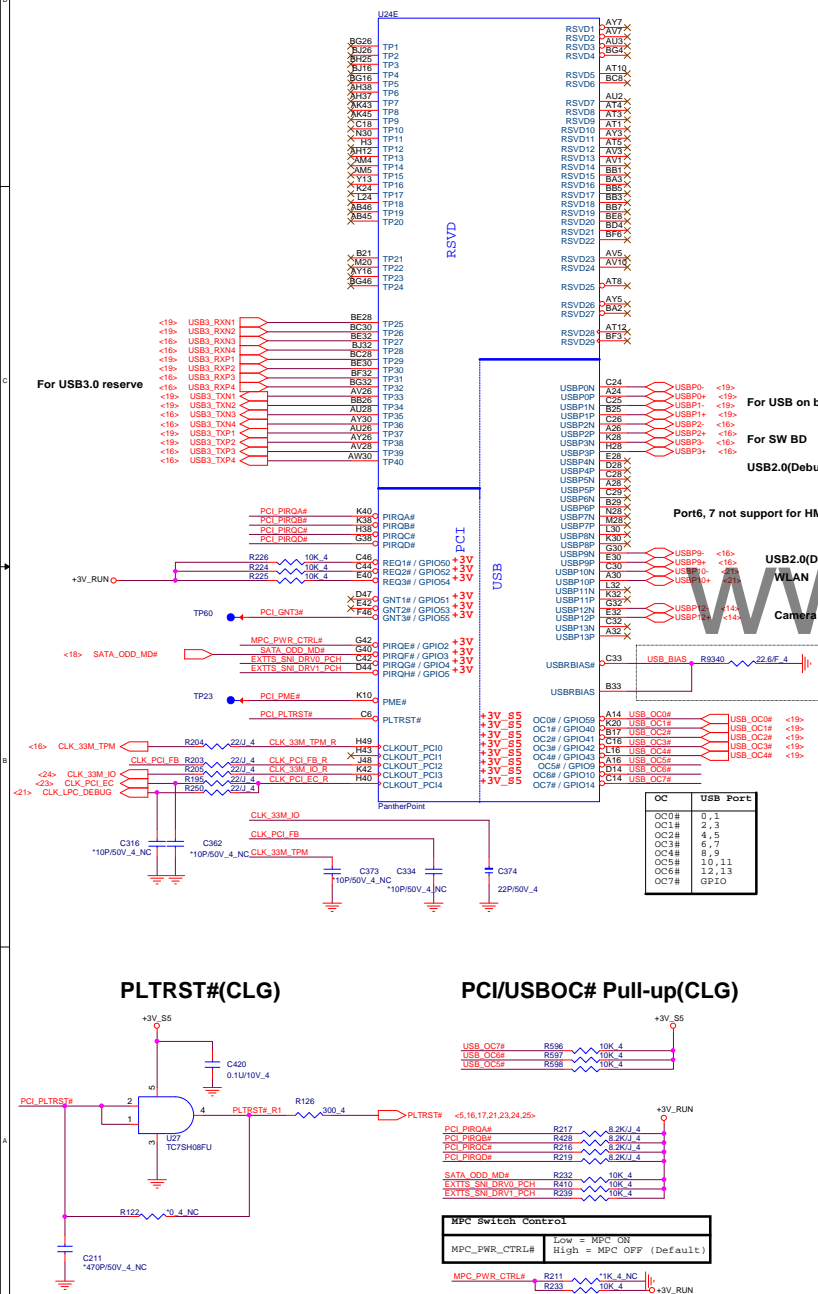 U24E
BG26 TP1
BJ26 TP2
BH25 TP3
BJ16 TP4
BG16 TP5
AH38 TP6
AH37 TP7
AK43 TP8
AK45 TP9
C18 TP10
N30 TP11
H3 TP12
AH12 TP13
AM4 TP14
AM5 TP15
Y13 TP16
K24 TP17
L24 TP18
AB46 TP19
AB45 TP20
B21 TP21
M20 TP22
AY16 TP23
BG46 TP24
RSVD
RSVD1 AY7
RSVD2 AV7
RSVD3 AU3
RSVD4 BG4
RSVD5 AT10
RSVD6 BC8
RSVD7 AU2
RSVD8 AT4
RSVD9 AT3
RSVD10 AT1
RSVD11 AY3
RSVD12 AT5
RSVD13 AV3
RSVD14 AV1
RSVD15 BB1
RSVD16 BA3
RSVD17 BB5
RSVD18 BB3
RSVD19 BB7
RSVD20 BE8
RSVD21 BD4
RSVD22 BF6
RSVD23 AV5
RSVD24 AV10
RSVD25 AT8
RSVD26 AY5
RSVD27 BA2
RSVD28 AT12
RSVD29 BF3
For USB3.0 reserve
<19> USB3_RXN1 BE28 TP25
<19> USB3_RXN2 BC30 TP26
<16> USB3_RXN3 BE32 TP27
<16> USB3_RXN4 BJ32 TP28
<19> USB3_RXP1 BC28 TP29
<19> USB3_RXP2 BE30 TP30
<16> USB3_RXP3 BF32 TP31
<16> USB3_RXP4 BG32 TP32
<19> USB3_TXN1 AV26 TP33
<19> USB3_TXN2 BB26 TP34
<16> USB3_TXN3 AU28 TP35
<16> USB3_TXN4 AY30 TP36
<19> USB3_TXP1 AU26 TP37
<19> USB3_TXP2 AY26 TP38
<16> USB3_TXP3 AV28 TP39
<16> USB3_TXP4 AW30 TP40
USBP0N C24 USBP0- <19>
USBP0P A24 USBP0+ <19>
USBP1N C25 USBP1- <19>
USBP1P B25 USBP1+ <19>
USBP2N C26 USBP2- <16>
USBP2P A26 USBP2+ <16>
USBP3N K28 USBP3- <16>
USBP3P H28 USBP3+ <16>
USBP4N E28
USBP4P D28
USBP5N C28
USBP5P A28
USBP6N C29
USBP6P B29
USBP7N N28
USBP7P M28
USBP8N L30
USBP8P K30
USBP9N G30 USBP9- <16>
USBP9P E30 USBP9+ <16>
USBP10N C30 USBP10- <21>
USBP10P A30 USBP10+ <21>
USBP11N L32
USBP11P K32
USBP12N G32 USBP12- <14>
USBP12P E32 USBP12+ <14>
USBP13N C32
USBP13P A32
For USB on b
For SW BD
USB2.0(Debu
Port6, 7 not support for HM
USB2.0(D
WLAN
Camera
WW
PCI
USB
PCI_PIRQA# K40 PIRQA#
PCI_PIRQB# K38 PIRQB#
PCI_PIRQC# H38 PIRQC#
PCI_PIRQD# G38 PIRQD#
+3V_RUN
R226 10K_4 C46 REQ1# / GPIO50 +3V
R224 10K_4 C44 REQ2# / GPIO52 +3V
R225 10K_4 E40 REQ3# / GPIO54 +3V
D47 GNT1# / GPIO51 +3V
E42 GNT2# / GPIO53 +3V
TP60 PCI_GNT3# F46 GNT3# / GPIO55 +3V
MPC_PWR_CTRL# G42 PIRQE# / GPIO2 +3V
<18> SATA_ODD_MD# SATA_ODD_MD# G40 PIRQF# / GPIO3 +3V
EXTTS_SNI_DRV0_PCH C42 PIRQG# / GPIO4 +3V
EXTTS_SNI_DRV1_PCH D44 PIRQH# / GPIO5 +3V
TP23 PCI_PME# K10 PME#
PCI_PLTRST# C6 PLTRST#
<16> CLK_33M_TPM R204 22/J_4 CLK_33M_TPM_R H49 CLKOUT_PCI0
H43 CLKOUT_PCI1
CLK_PCI_FB R203 22/J_4 CLK_PCI_FB_R J48 CLKOUT_PCI2
<24> CLK_33M_IO R205 22/J_4 CLK_33M_IO_R K42 CLKOUT_PCI3
<23> CLK_PCI_EC R195 22/J_4 CLK_PCI_EC_R H40 CLKOUT_PCI4
<21> CLK_LPC_DEBUG R250 22/J_4
USBRBIAS# C33 USB_BIAS R9340 22.6/F_4
USBRBIAS B33
+3V_S5 OC0# / GPIO59 A14 USB_OC0# USB_OC0# <19>
+3V_S5 OC1# / GPIO40 K20 USB_OC1# USB_OC1# <19>
+3V_S5 OC2# / GPIO41 B17 USB_OC2# USB_OC2# <19>
+3V_S5 OC3# / GPIO42 C16 USB_OC3# USB_OC3# <19>
+3V_S5 OC4# / GPIO43 L16 USB_OC4# USB_OC4# <19>
+3V_S5 OC5# / GPIO9 A16 USB_OC5#
+3V_S5 OC6# / GPIO10 D14 USB_OC6#
+3V_S5 OC7# / GPIO14 C14 USB_OC7#
PantherPoint
C316 *10P/50V_4_NC
C362 *10P/50V_4_NC
CLK_33M_IO
CLK_PCI_FB
CLK_33M_TPM
C373 *10P/50V_4_NC
C334 *10P/50V_4_NC
C374 22P/50V_4
OC USB Port
OC0# 0,1
OC1# 2,3
OC2# 4,5
OC3# 6,7
OC4# 8,9
OC5# 10,11
OC6# 12,13
OC7# GPIO
PLTRST#(CLG)
+3V_S5
C420
0.1U/10V_4
PCI_PLTRST# 2 1 5 3 4 PLTRST#_R1 R126 300_4 PLTRST# <5,16,17,21,23,24,25>
U27
TC7SH08FU
R122 *0_4_NC
C211
*470P/50V_4_NC
PCI/USBOC# Pull-up(CLG)
+3V_S5
USB_OC7# R596 10K_4
USB_OC6# R597 10K_4
USB_OC5# R598 10K_4
+3V_RUN
PCI_PIRQA# R217 8.2K/J_4
PCI_PIRQB# R428 8.2K/J_4
PCI_PIRQC# R216 8.2K/J_4
PCI_PIRQD# R219 8.2K/J_4
SATA_ODD_MD# R232 10K_4
EXTTS_SNI_DRV0_PCH R410 10K_4
EXTTS_SNI_DRV1_PCH R239 10K_4
MPC Switch Control
MPC_PWR_CTRL# Low = MPC ON
High = MPC OFF (Default)
MPC_PWR_CTRL# R211 *1K_4_NC
R233 10K_4 +3V_RUN
C
B
A